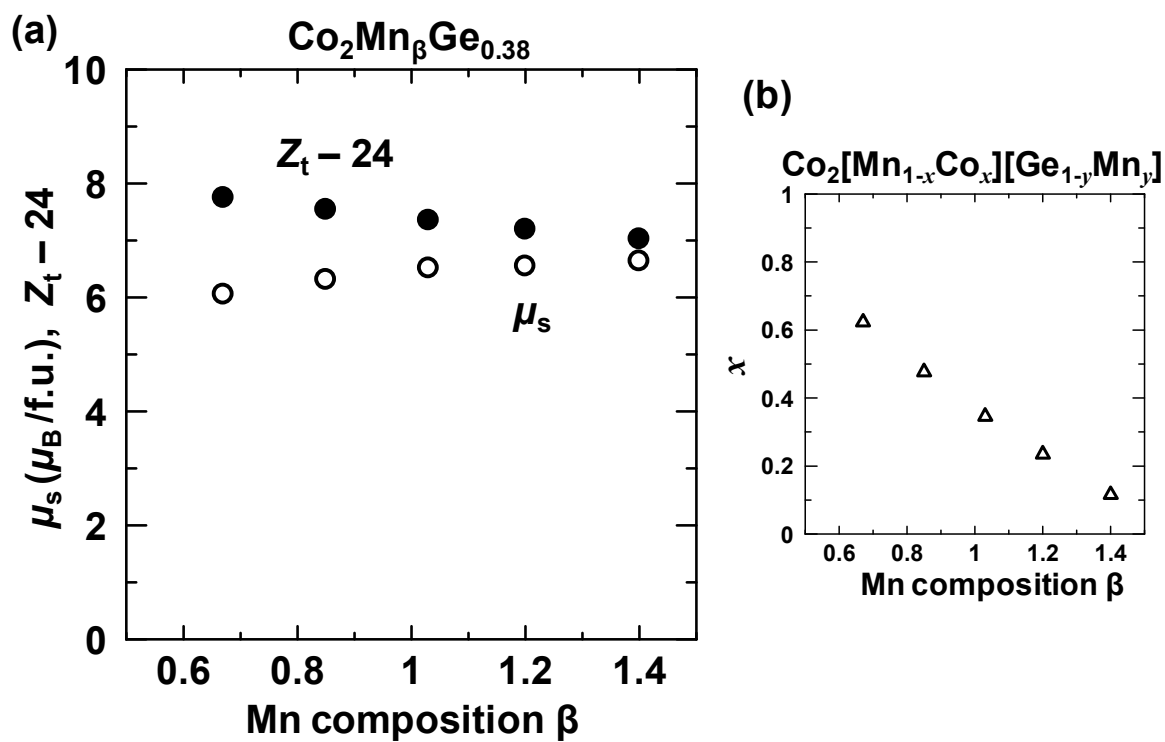 (a)
Co₂MnᵦGe₀.₃₈
10
8
6
4
2
0
Zₜ – 24
μₛ
μₛ (μ_B /f.u.), Zₜ – 24
0.6 0.8 1 1.2 1.4
Mn composition β
(b)
Co₂[Mn₁₋ₓCoₓ][Ge₁₋yMny]
1
0.8
0.6
0.4
0.2
0
x
0.6 0.8 1 1.2 1.4
Mn composition β